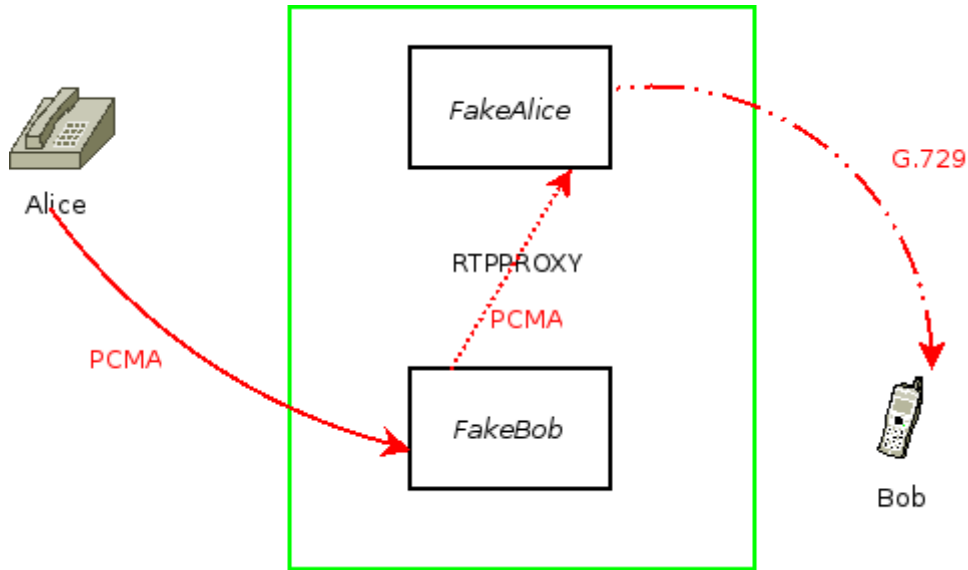 FakeAlice
G.729
Alice
RTPPROXY
PCMA
PCMA
FakeBob
Bob